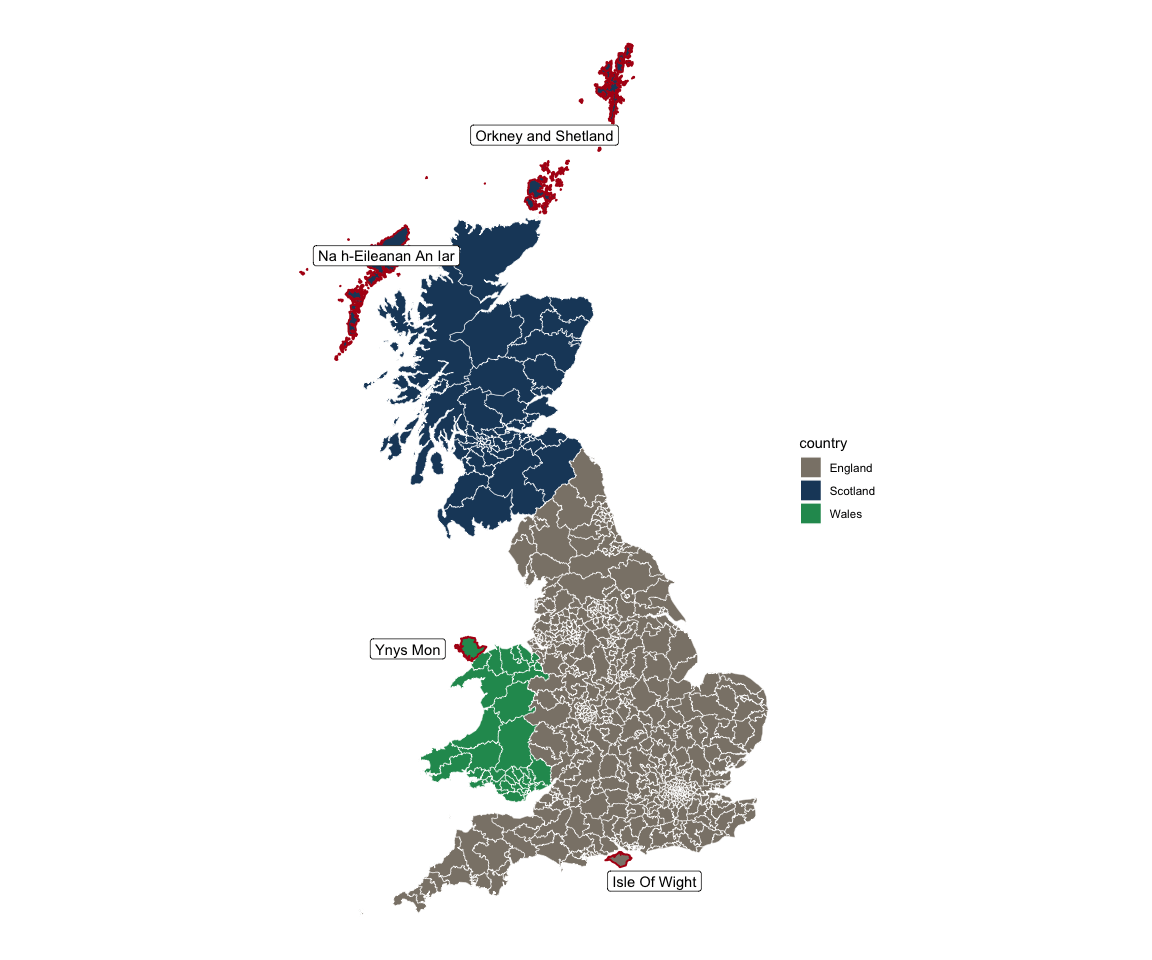 Orkney and Shetland
Na h-Eileanan An Iar
country
England
Scotland
Wales
Ynys Mon
Isle Of Wight